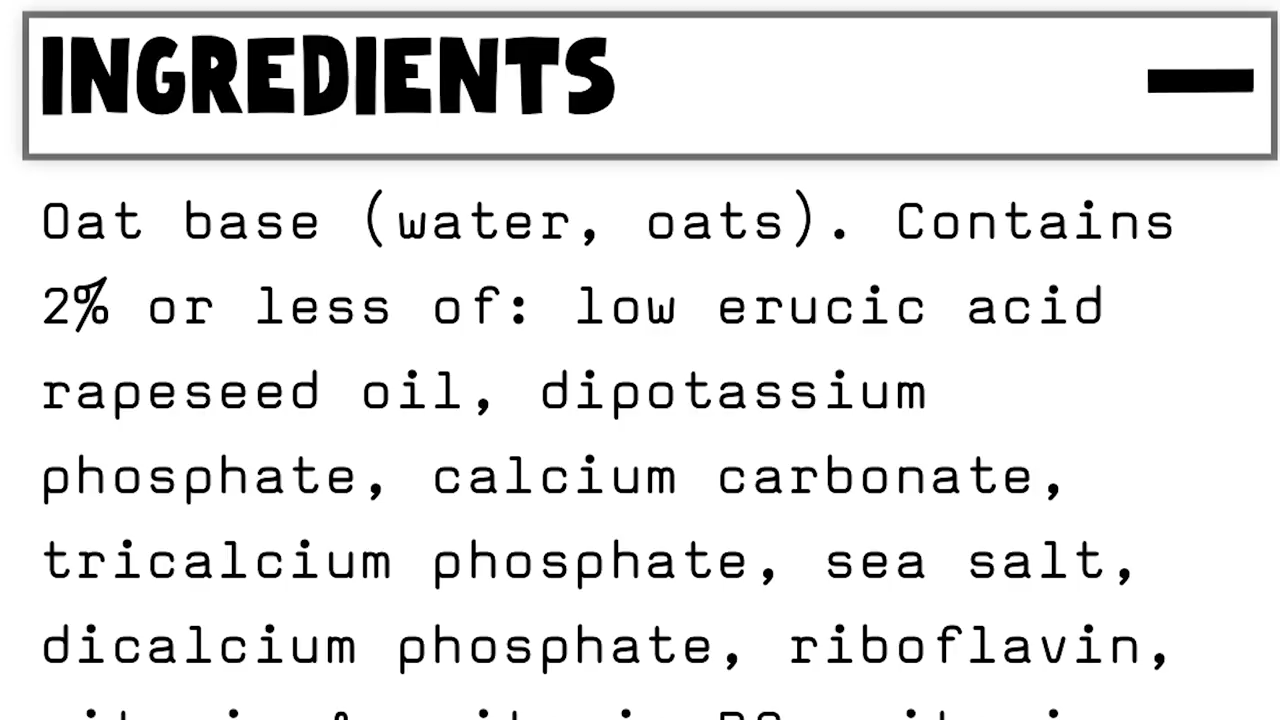 INGREDIENTS
Oat base (water, oats). Contains
2% or less of: low erucic acid
rapeseed oil, dipotassium
phosphate, calcium carbonate,
tricalcium phosphate, sea salt,
dicalcium phosphate, riboflavin,